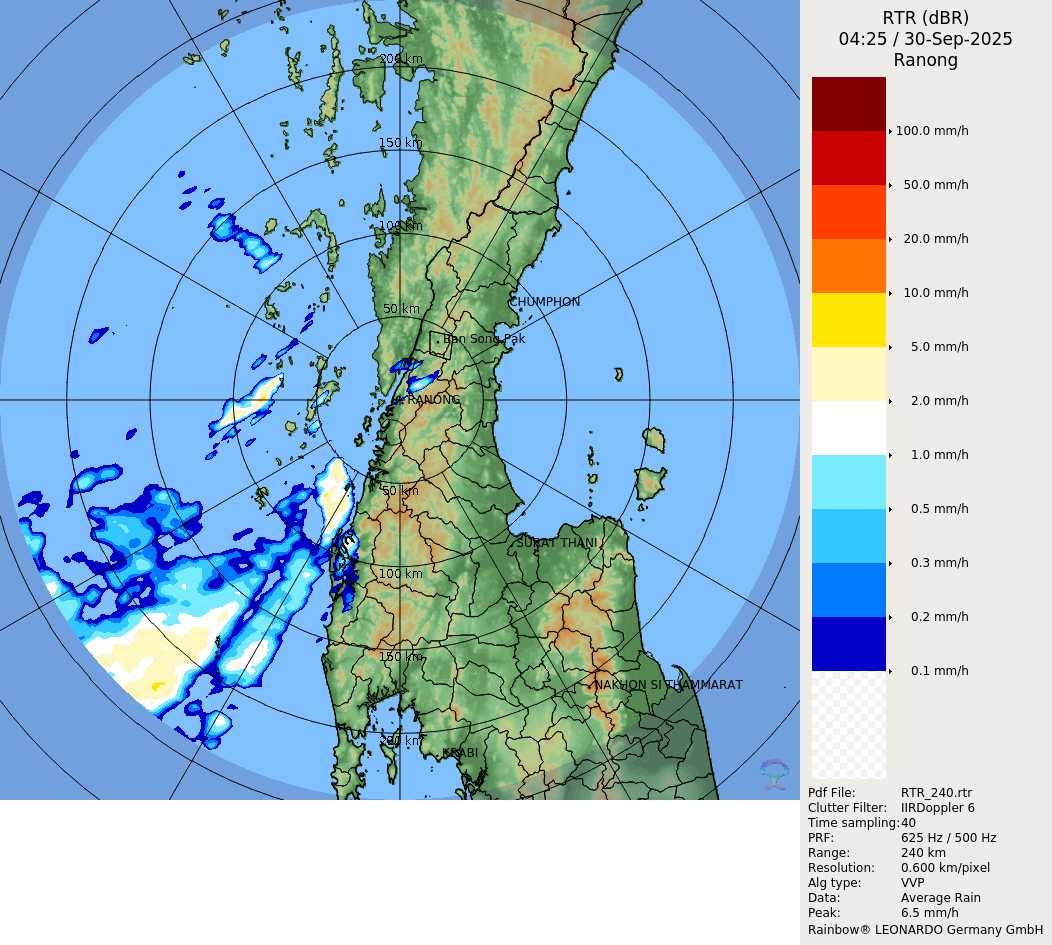 RTR (dBR)
04:25 / 30-Sep-2025
Ranong
200 km
150 km
100 km
50 km
CHUMPHON
Ban Song Pak
RANONG
50 km
SURAT THANI
100 km
150 km
NAKHON SI THAMMARAT
200 km
KRABI
100.0 mm/h
50.0 mm/h
20.0 mm/h
10.0 mm/h
5.0 mm/h
2.0 mm/h
1.0 mm/h
0.5 mm/h
0.3 mm/h
0.2 mm/h
0.1 mm/h
Pdf File: RTR_240.rtr
Clutter Filter: IIRDoppler 6
Time sampling: 40
PRF: 625 Hz / 500 Hz
Range: 240 km
Resolution: 0.600 km/pixel
Alg type: VVP
Data: Average Rain
Peak: 6.5 mm/h
Rainbow® LEONARDO Germany GmbH